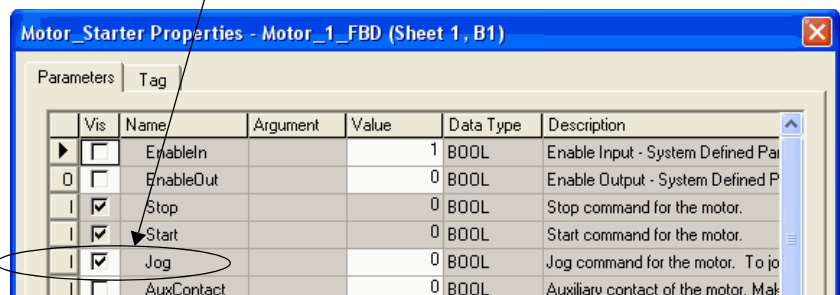 Motor_Starter Properties - Motor_1_FBD (Sheet 1, B1)
Parameters Tag
Vis Name Argument Value Data Type Description
EnableIn 1 BOOL Enable Input - System Defined Par
O EnableOut 0 BOOL Enable Output - System Defined P
I Stop 0 BOOL Stop command for the motor.
I Start 0 BOOL Start command for the motor.
I Jog 0 BOOL Jog command for the motor. To jo
I AuxContact 0 BOOL Auxiliary contact of the motor. Mak